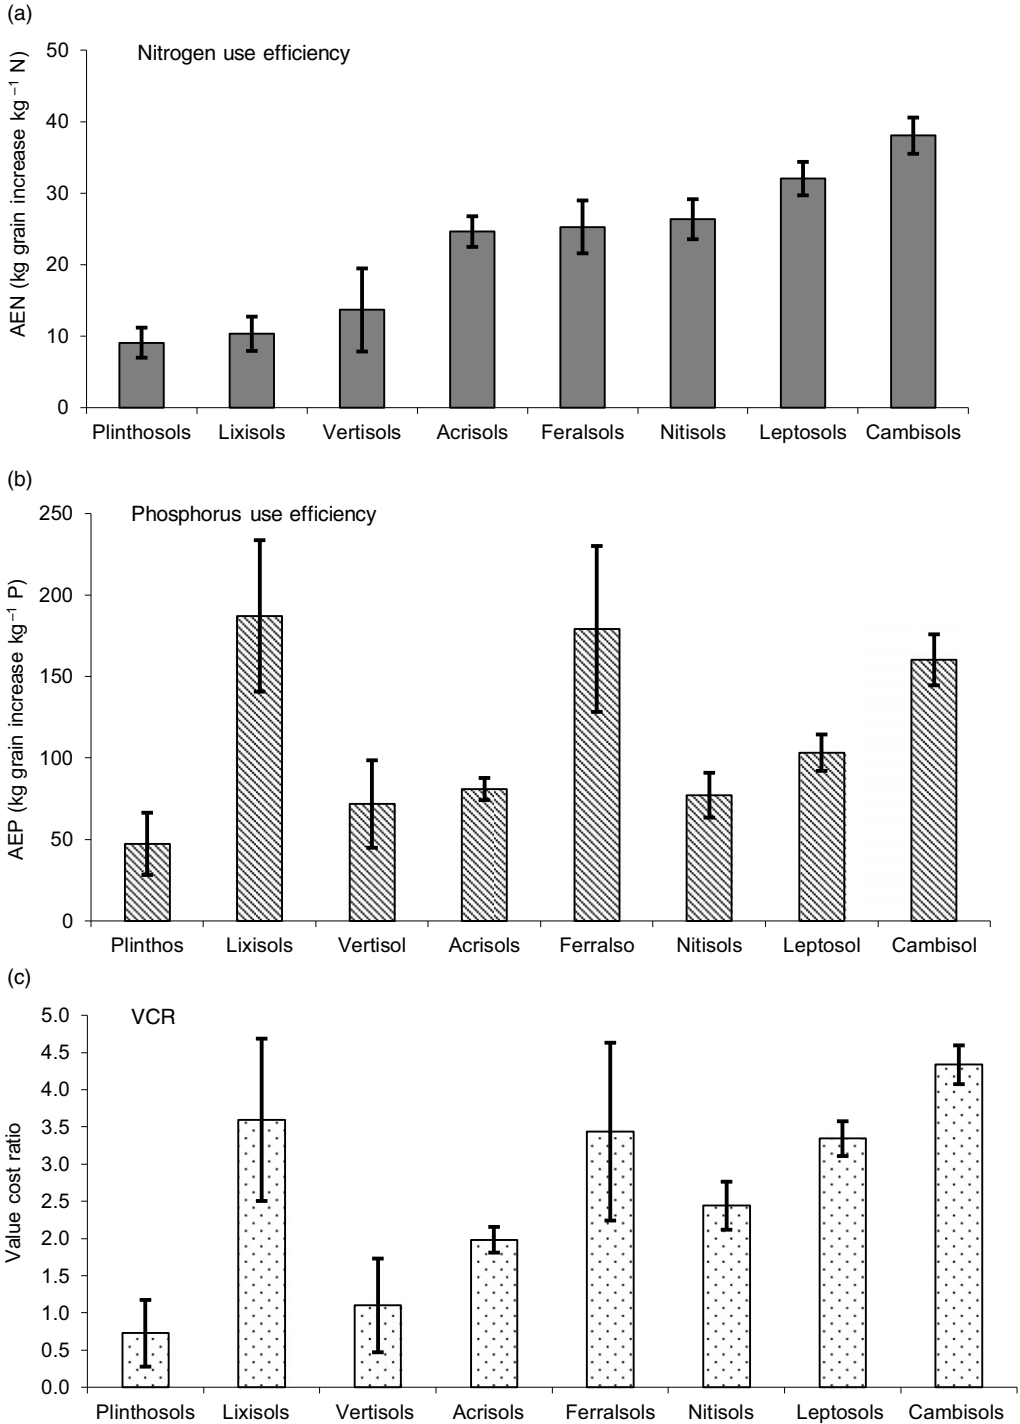 (a)
Nitrogen use efficiency
AEN (kg grain increase kg⁻¹ N)
50
40
30
20
10
0
Plinthosols Lixisols Vertisols Acrisols Feralsols Nitisols Leptosols Cambisols
(b)
Phosphorus use efficiency
AEP (kg grain increase kg⁻¹ P)
250
200
150
100
50
0
Plinthos Lixisols Vertisol Acrisols Ferralso Nitisols Leptosol Cambisol
(c)
VCR
Value cost ratio
5.0
4.5
4.0
3.5
3.0
2.5
2.0
1.5
1.0
0.5
0.0
Plinthosols Lixisols Vertisols Acrisols Ferralsols Nitisols Leptosols Cambisols